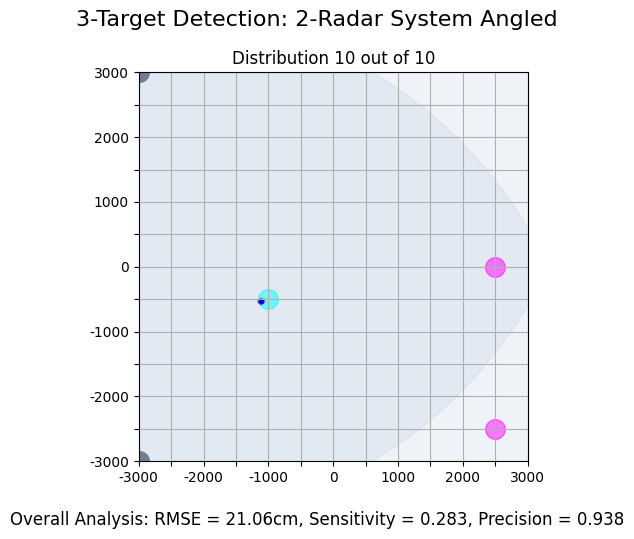 3-Target Detection: 2-Radar System Angled
Distribution 10 out of 10
3000
2000
1000
0
-1000
-2000
-3000
-3000 -2000 -1000 0 1000 2000 3000
Overall Analysis: RMSE = 21.06cm, Sensitivity = 0.283, Precision = 0.938